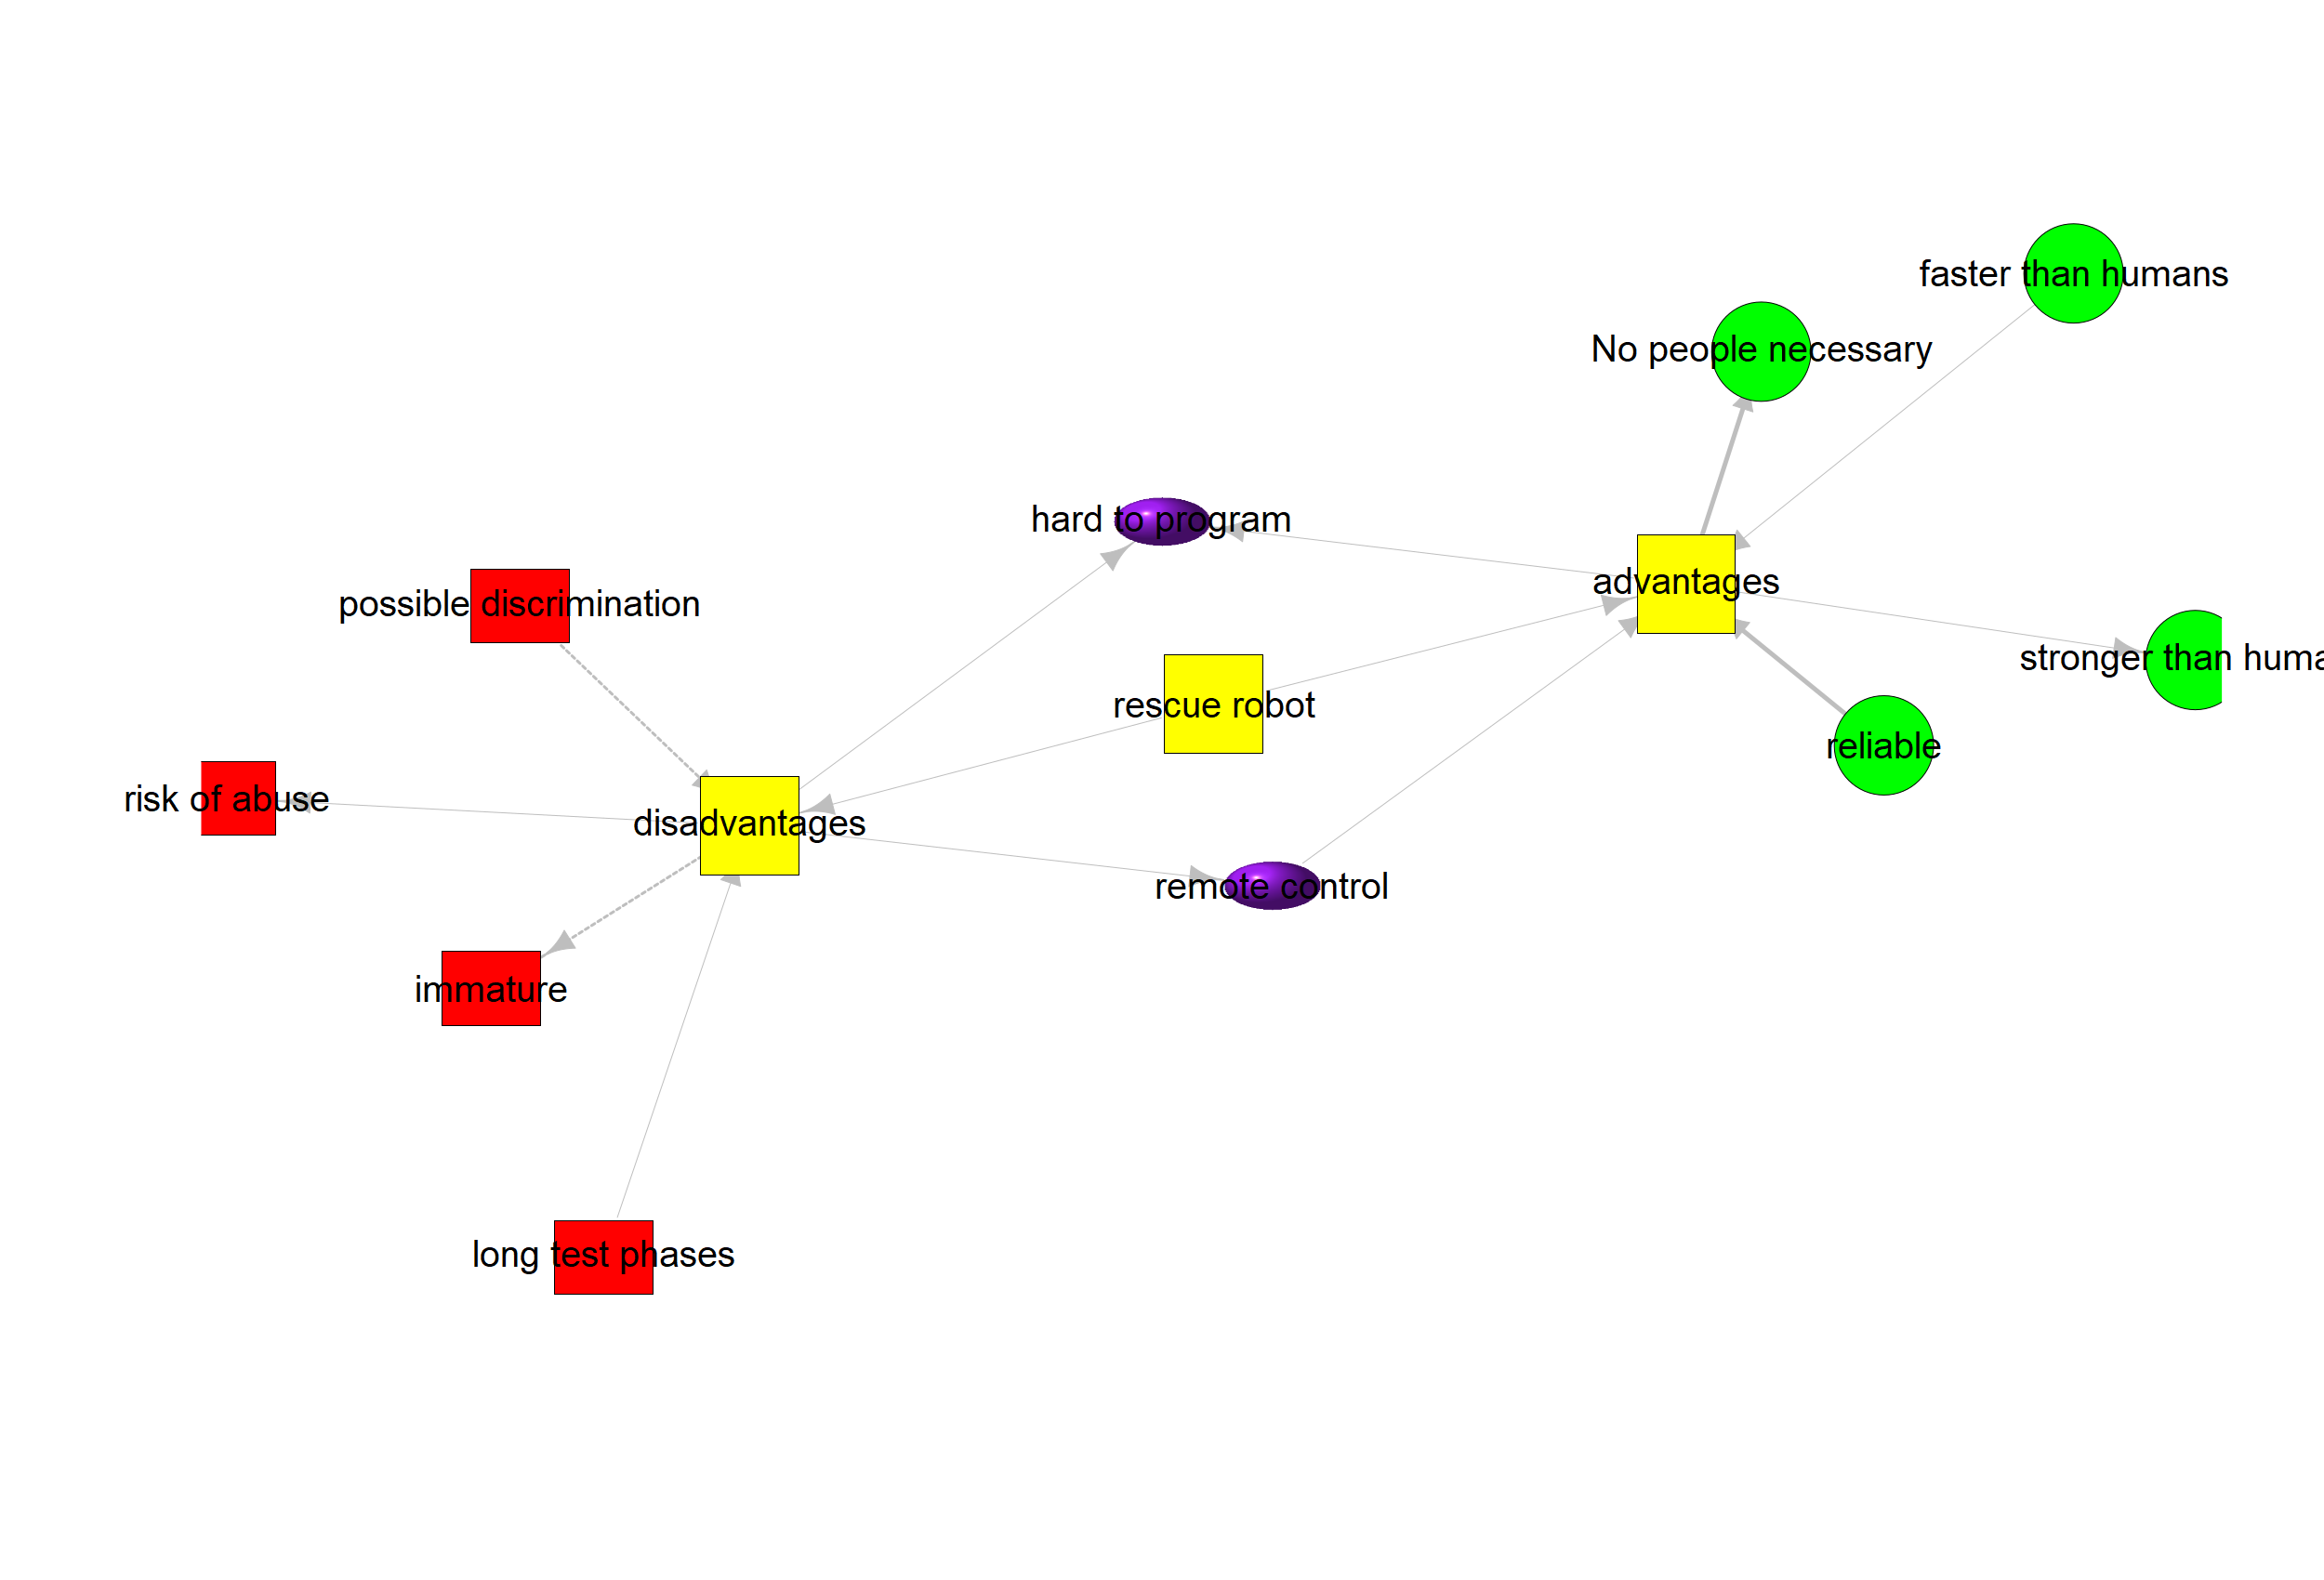 faster than humans
No people necessary
hard to program
advantages
possible discrimination
stronger than huma
rescue robot
reliable
risk of abuse
disadvantages
remote control
immature
long test phases